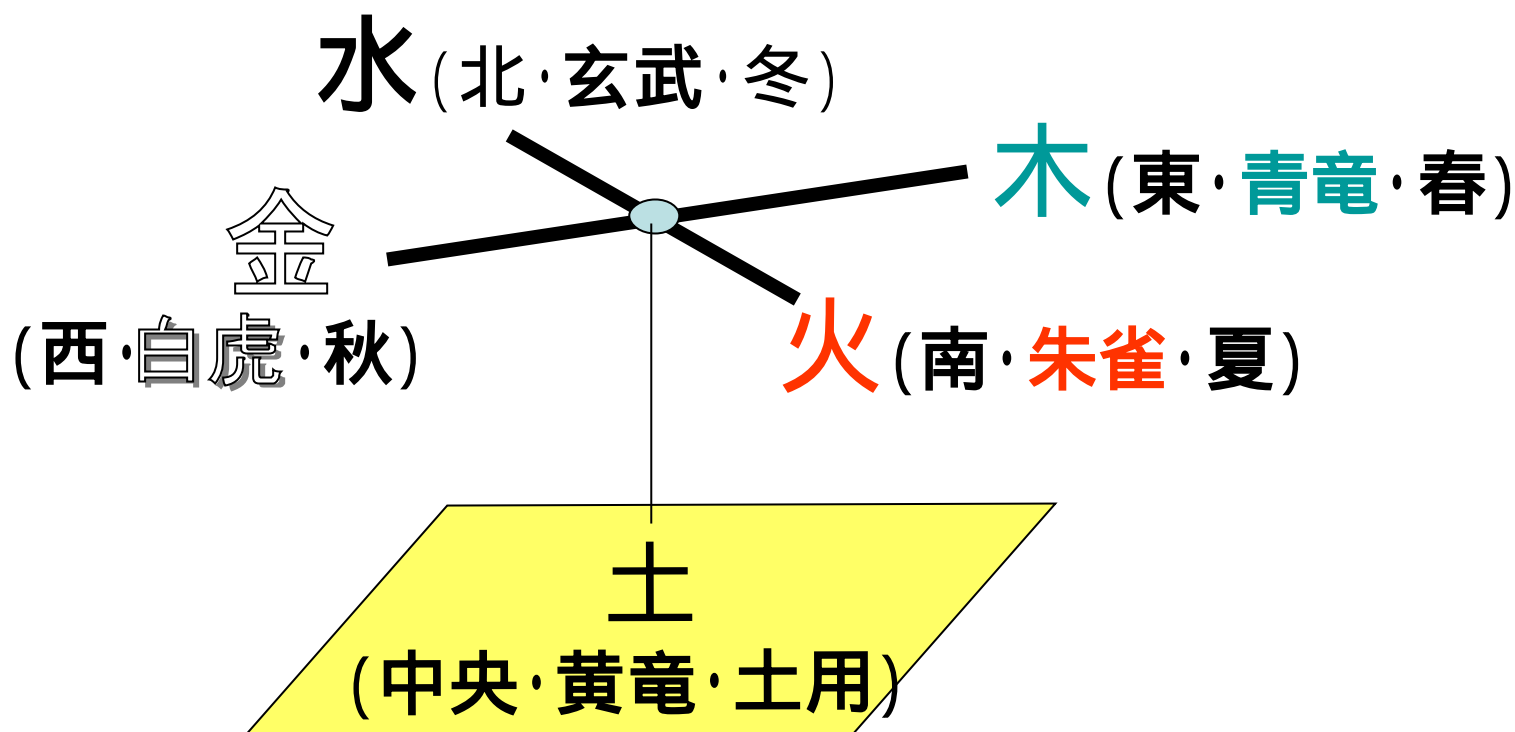 水(北·玄武·冬)
木(東·青竜·春)
金
(西·白虎·秋)
火(南·朱雀·夏)
土
(中央·黄竜·土用)